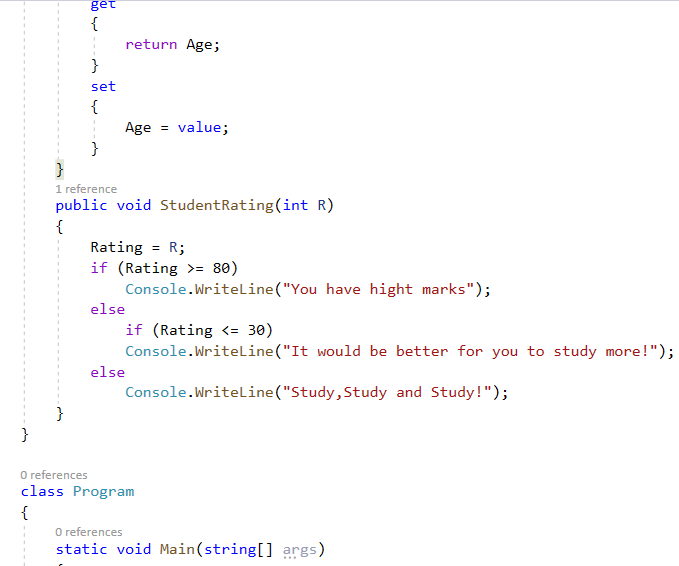 get
{
return Age;
}
set
{
Age = value;
}
}
1 reference
public void StudentRating(int R)
{
Rating = R;
if (Rating >= 80)
Console.WriteLine("You have hight marks");
else
if (Rating <= 30)
Console.WriteLine("It would be better for you to study more!");
else
Console.WriteLine("Study,Study and Study!");
}
}
0 references
class Program
{
0 references
static void Main(string[] args)
{